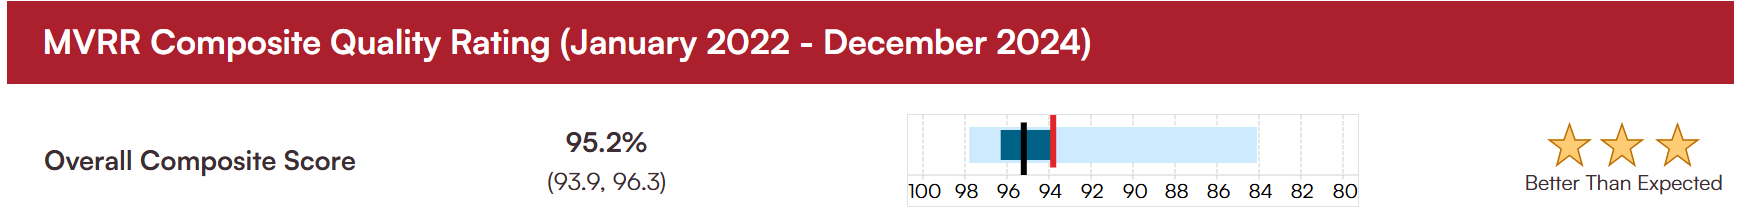 MVRR Composite Quality Rating (January 2022 - December 2024)
Overall Composite Score
95.2%
(93.9, 96.3)
100 98 96 94 92 90 88 86 84 82 80
Better Than Expected